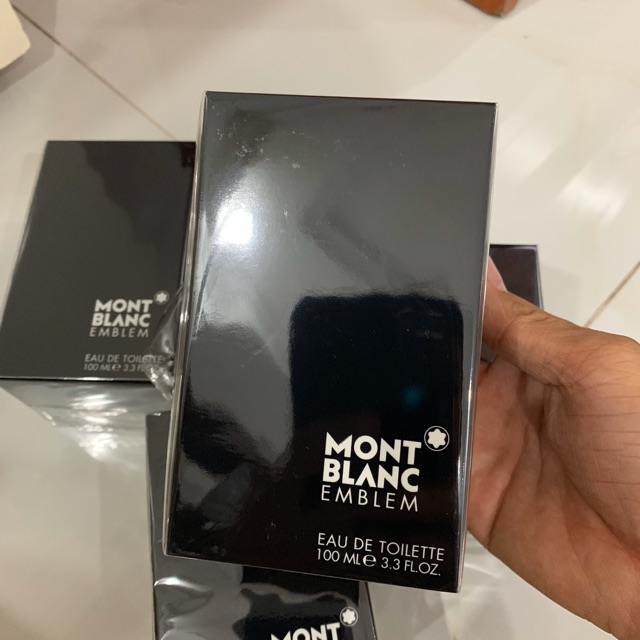 MONT
BLANC
EMBLEM
EAU DE TOILETTE
100 ML℮ 3.3 FL.OZ.
MONT
BLANC
EMBLEM
EAU DE TOILETTE
100 ML℮ 3.3 FL
MONT